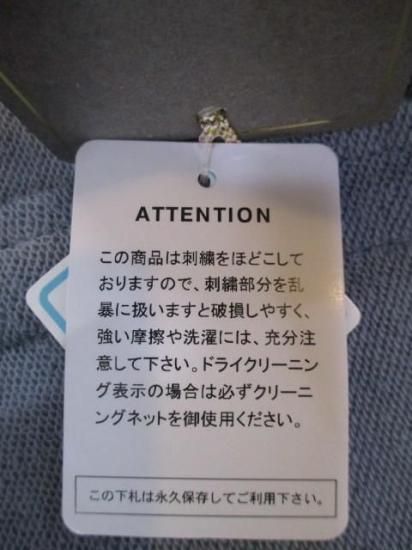 ATTENTION
この商品は刺繍をほどこして
おりますので、刺繍部分を乱
暴に扱いますと破損しやすく、
強い摩擦や洗濯には、充分注
意して下さい。ドライクリーニン
グ表示の場合は必ずクリーニ
ングネットを御使用ください。
この下札は永久保存してご利用下さい。